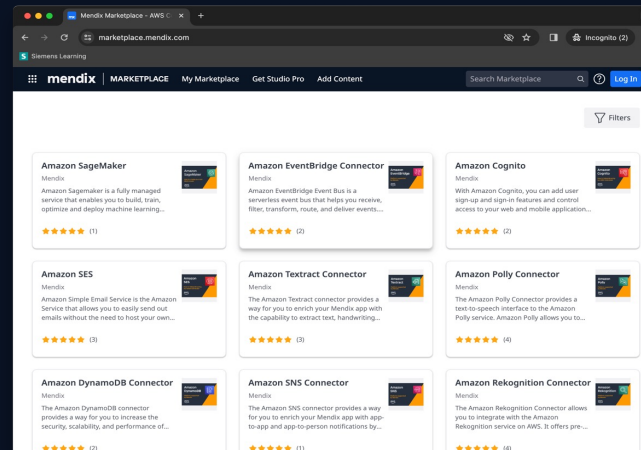 Mendix Marketplace - AWS C
marketplace.mendix.com
Incognito (2)
Siemens Learning
mendix MARKETPLACE My Marketplace Get Studio Pro Add Content Search Marketplace Log In
Filters
Amazon SageMaker
Mendix
Amazon Sagemaker is a fully managed
service that enables you to build, train,
optimize and deploy machine learning...
(1)
Amazon EventBridge Connector
Mendix
Amazon EventBridge Event Bus is a
serverless event bus that helps you receive,
filter, transform, route, and deliver events....
(2)
Amazon Cognito
Mendix
With Amazon Cognito, you can add user
sign-up and sign-in features and control
access to your web and mobile application...
(2)
Amazon SES
Mendix
Amazon Simple Email Service is the Amazon
Service that allows you to easily send out
emails without the need to host your own...
(3)
Amazon Textract Connector
Mendix
The Amazon Textract connector provides a
way for you to enrich your Mendix app with
the capability to extract text, handwriting...
(3)
Amazon Polly Connector
Mendix
The Amazon Polly Connector provides a
text-to-speech interface to the Amazon
Polly service. Amazon Polly allows you to...
(4)
Amazon DynamoDB Connector
Mendix
The Amazon DynamoDB connector
provides a way for you to increase the
security, scalability, and performance of...
(2)
Amazon SNS Connector
Mendix
The Amazon SNS connector provides a way
for you to enrich your Mendix app with app-
to-app and app-to-person notifications by...
(1)
Amazon Rekognition Connector
Mendix
The Amazon Rekognition Connector allows
you to integrate with the Amazon
Rekognition service on AWS. It offers pre-...
(4)